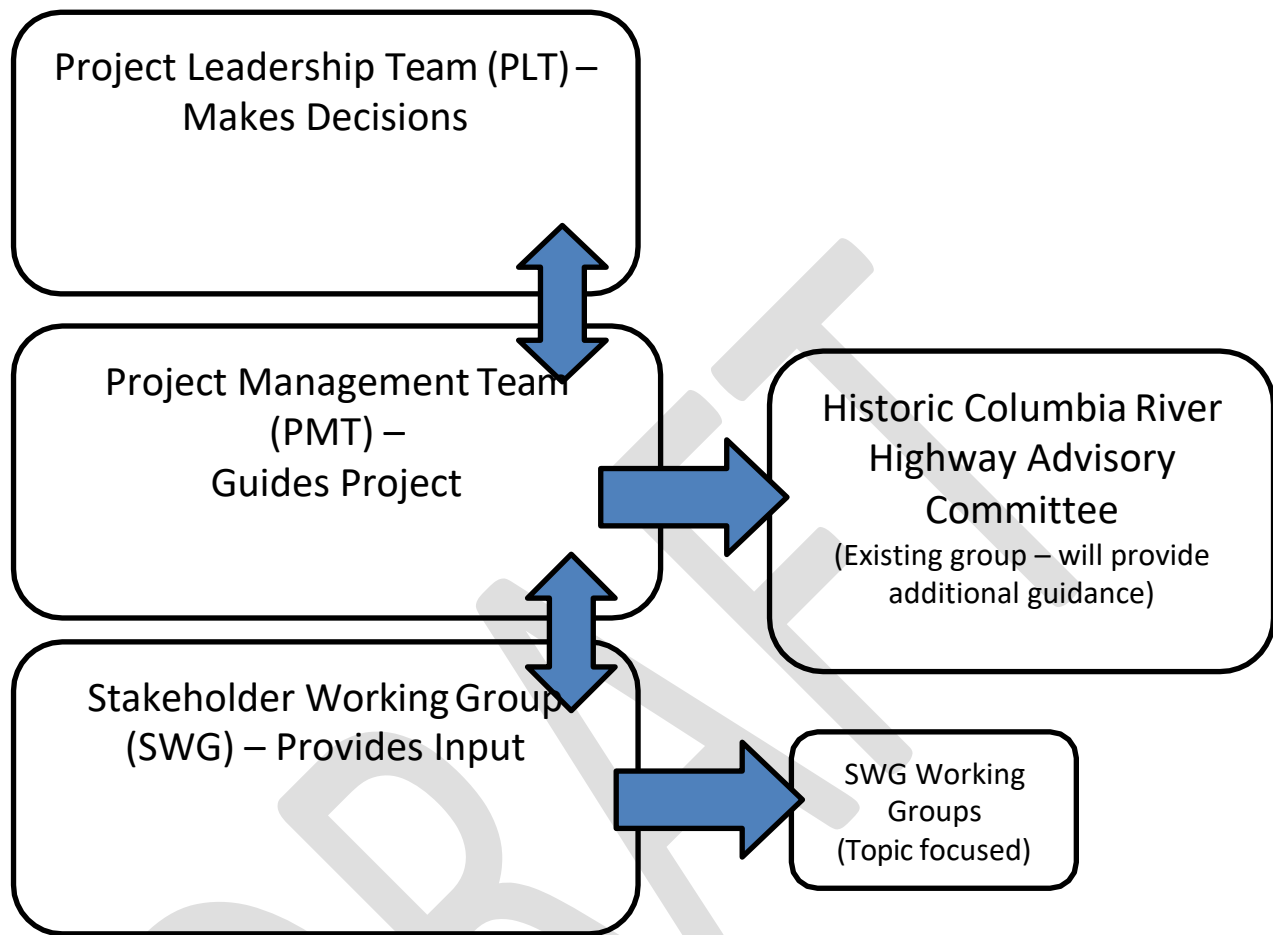 Project Leadership Team (PLT) –
Makes Decisions
Project Management Team
(PMT) –
Guides Project
Historic Columbia River
Highway Advisory
Committee
(Existing group – will provide
additional guidance)
Stakeholder Working Group
(SWG) – Provides Input
SWG Working
Groups
(Topic focused)
DRAFT